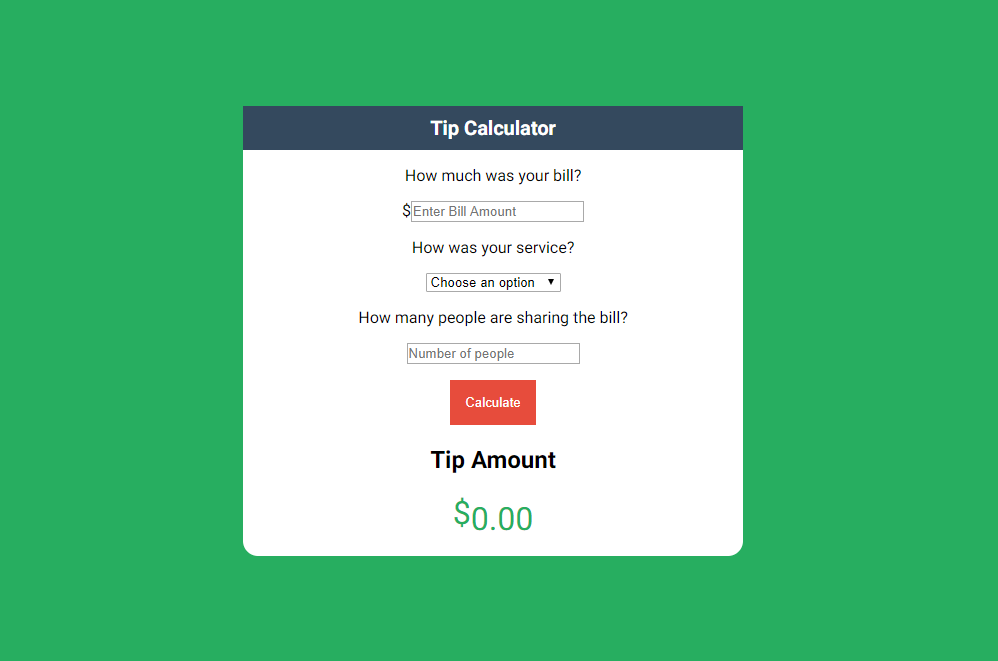 Tip Calculator
How much was your bill?
$Enter Bill Amount
How was your service?
Choose an option
How many people are sharing the bill?
Number of people
Calculate
Tip Amount
$0.00